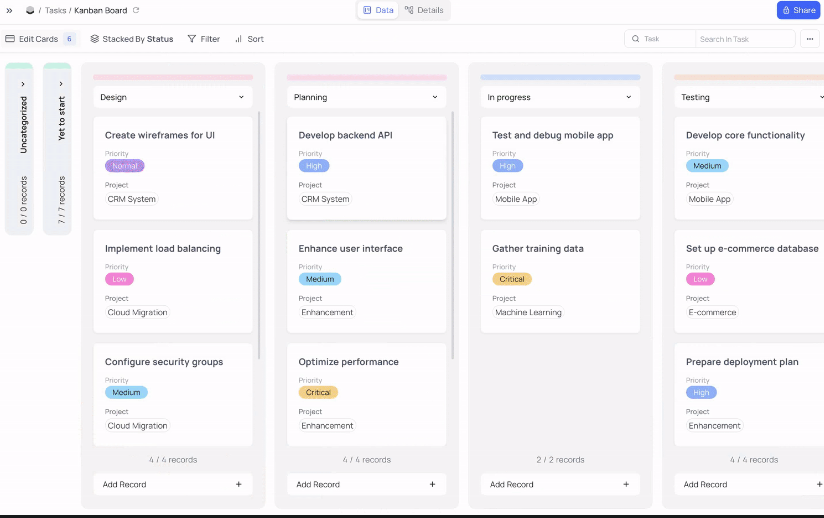 / Tasks / Kanban Board
Data
Details
Share
Edit Cards 6
Stacked By Status
Filter
Sort
Task
Search in Task
Uncategorized
0 / 0 records
Yet to start
7 / 7 records
Design
Create wireframes for UI
Priority
Normal
Project
CRM System
Implement load balancing
Priority
Low
Project
Cloud Migration
Configure security groups
Priority
Medium
Project
Cloud Migration
4 / 4 records
Add Record
Planning
Develop backend API
Priority
High
Project
CRM System
Enhance user interface
Priority
Medium
Project
Enhancement
Optimize performance
Priority
Critical
Project
Enhancement
4 / 4 records
Add Record
In progress
Test and debug mobile app
Priority
High
Project
Mobile App
Gather training data
Priority
Critical
Project
Machine Learning
2 / 2 records
Add Record
Testing
Develop core functionality
Priority
Medium
Project
Mobile App
Set up e-commerce database
Priority
Low
Project
E-commerce
Prepare deployment plan
Priority
High
Project
Enhancement
4 / 4 records
Add Record